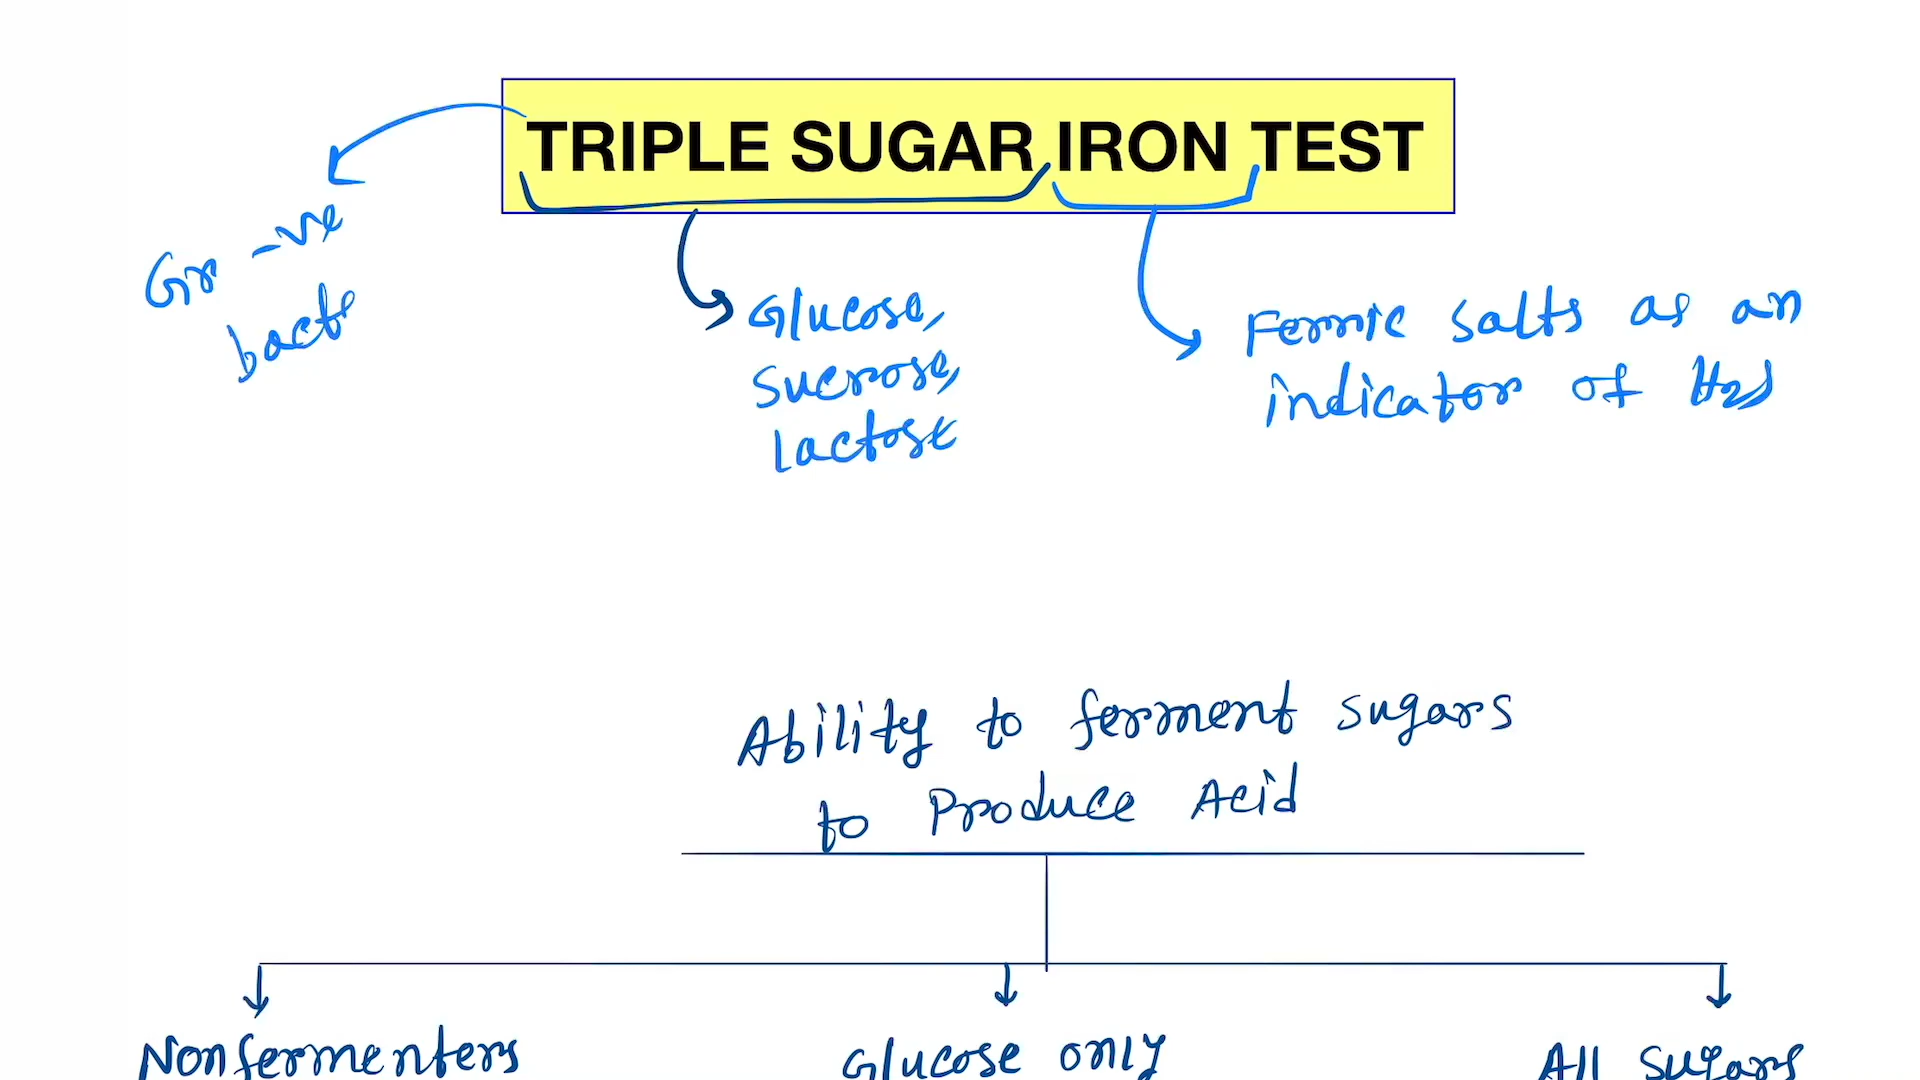 TRIPLE SUGAR IRON TEST
Gr -ve
bact
Glucose,
Sucrose,
lactose
Ferric salts as an
indicator of H2S
Ability to ferment sugars
to Produce Acid
Nonfermenters
Glucose only
All sugars